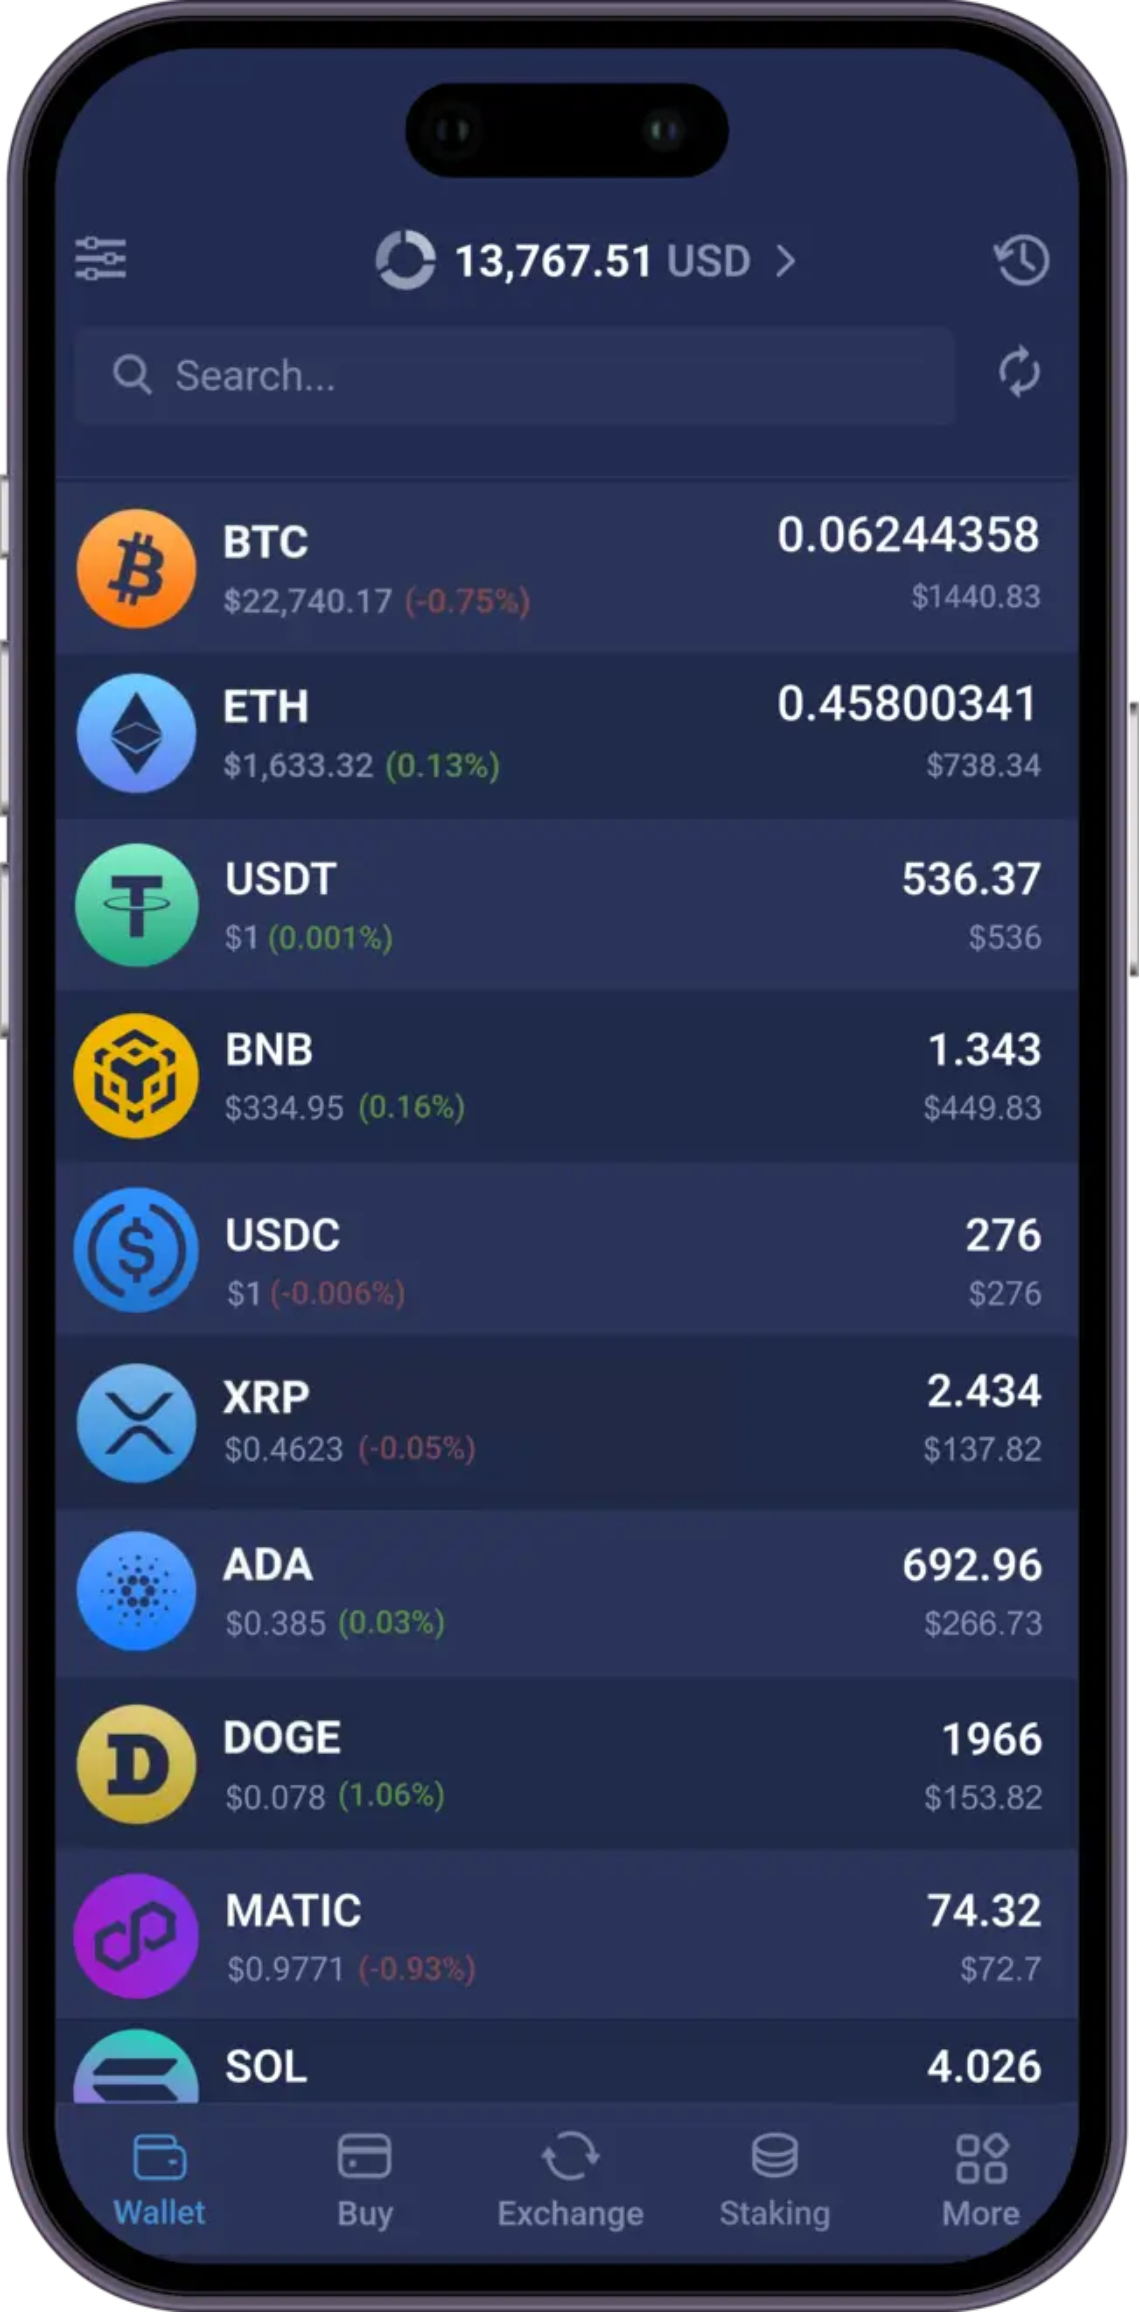 13,767.51 USD
Search...
BTC 0.06244358
$22,740.17 (-0.75%) $1440.83
ETH 0.45800341
$1,633.32 (0.13%) $738.34
USDT 536.37
$1 (0.001%) $536
BNB 1.343
$334.95 (0.16%) $449.83
USDC 276
$1 (-0.006%) $276
XRP 2.434
$0.4623 (-0.05%) $137.82
ADA 692.96
$0.385 (0.03%) $266.73
DOGE 1966
$0.078 (1.06%) $153.82
MATIC 74.32
$0.9771 (-0.93%) $72.7
SOL 4.026
Wallet Buy Exchange Staking More